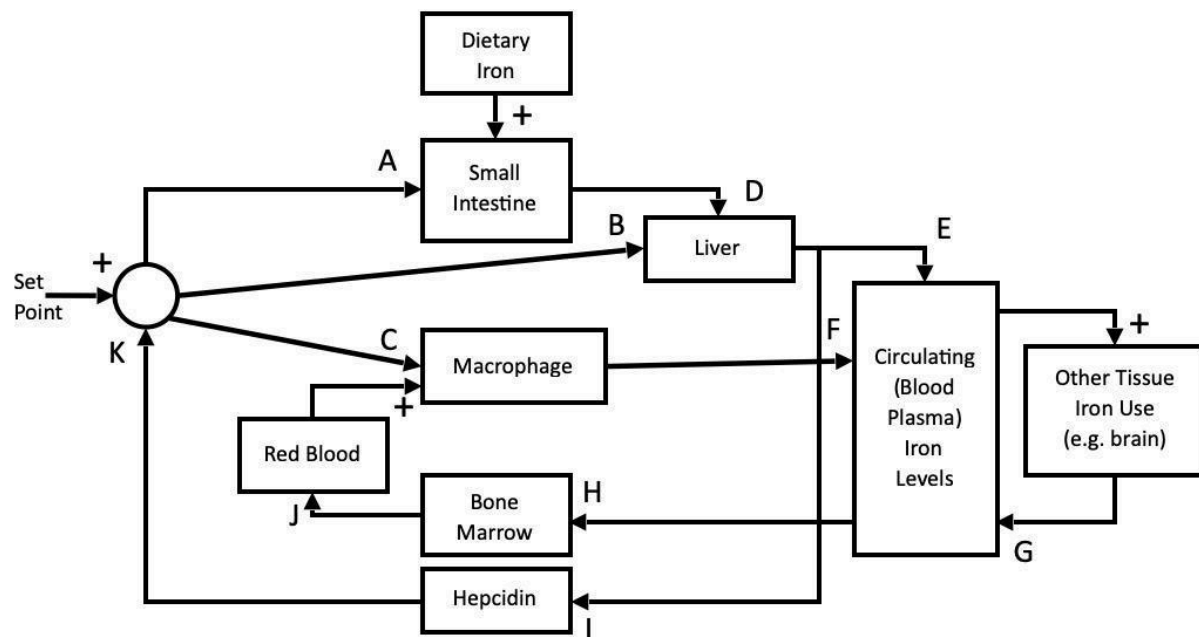 Dietary
Iron
+
A
Small
Intestine
D
B
Liver
E
+
Set
Point
K
C
Macrophage
F
Circulating
(Blood
Plasma)
Iron
Levels
+
Other Tissue
Iron Use
(e.g. brain)
+
Red Blood
J
Bone
Marrow
H
G
Hepcidin
I